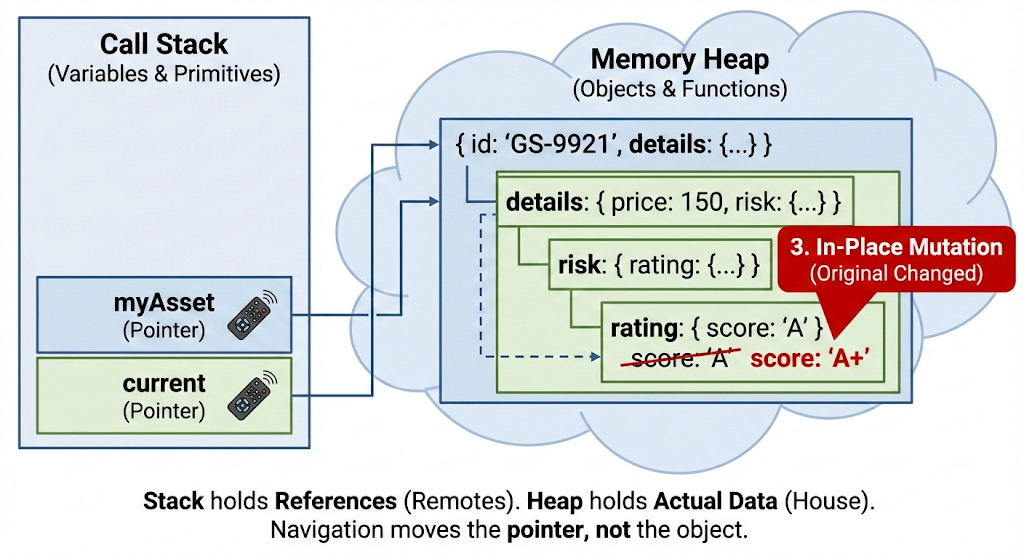 Call Stack
(Variables & Primitives)
myAsset
(Pointer)
current
(Pointer)
Memory Heap
(Objects & Functions)
{ id: ‘GS-9921’, details: {...} }
details: { price: 150, risk: {...} }
risk: { rating: {...} }
rating: { score: ‘A’ }
score: ‘A’ score: ‘A+’
3. In-Place Mutation
(Original Changed)
Stack holds References (Remotes). Heap holds Actual Data (House).
Navigation moves the pointer, not the object.